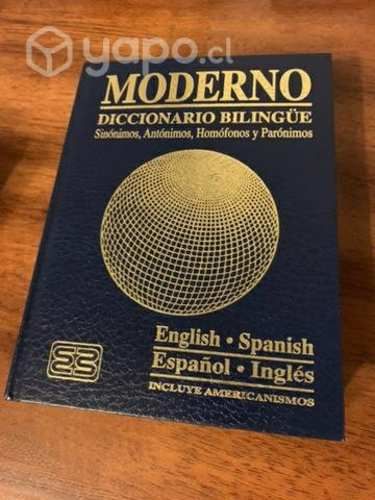 yapo.cl
MODERNO
DICCIONARIO BILINGÜE
Sinónimos, Antónimos, Homófonos y Parónimos
English • Spanish
Español • Inglés
INCLUYE AMERICANISMOS